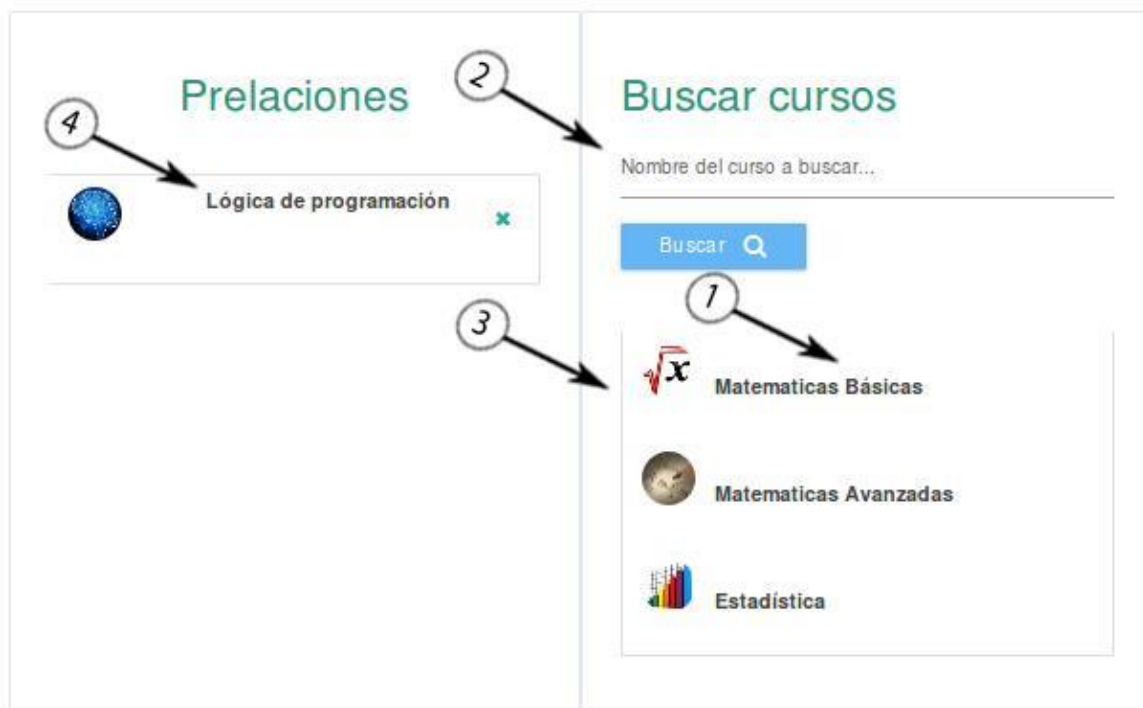 Prelaciones
4
Lógica de programación
2
Buscar cursos
Nombre del curso a buscar...
Buscar
1
3
x
Matematicas Básicas
Matematicas Avanzadas
Estadística